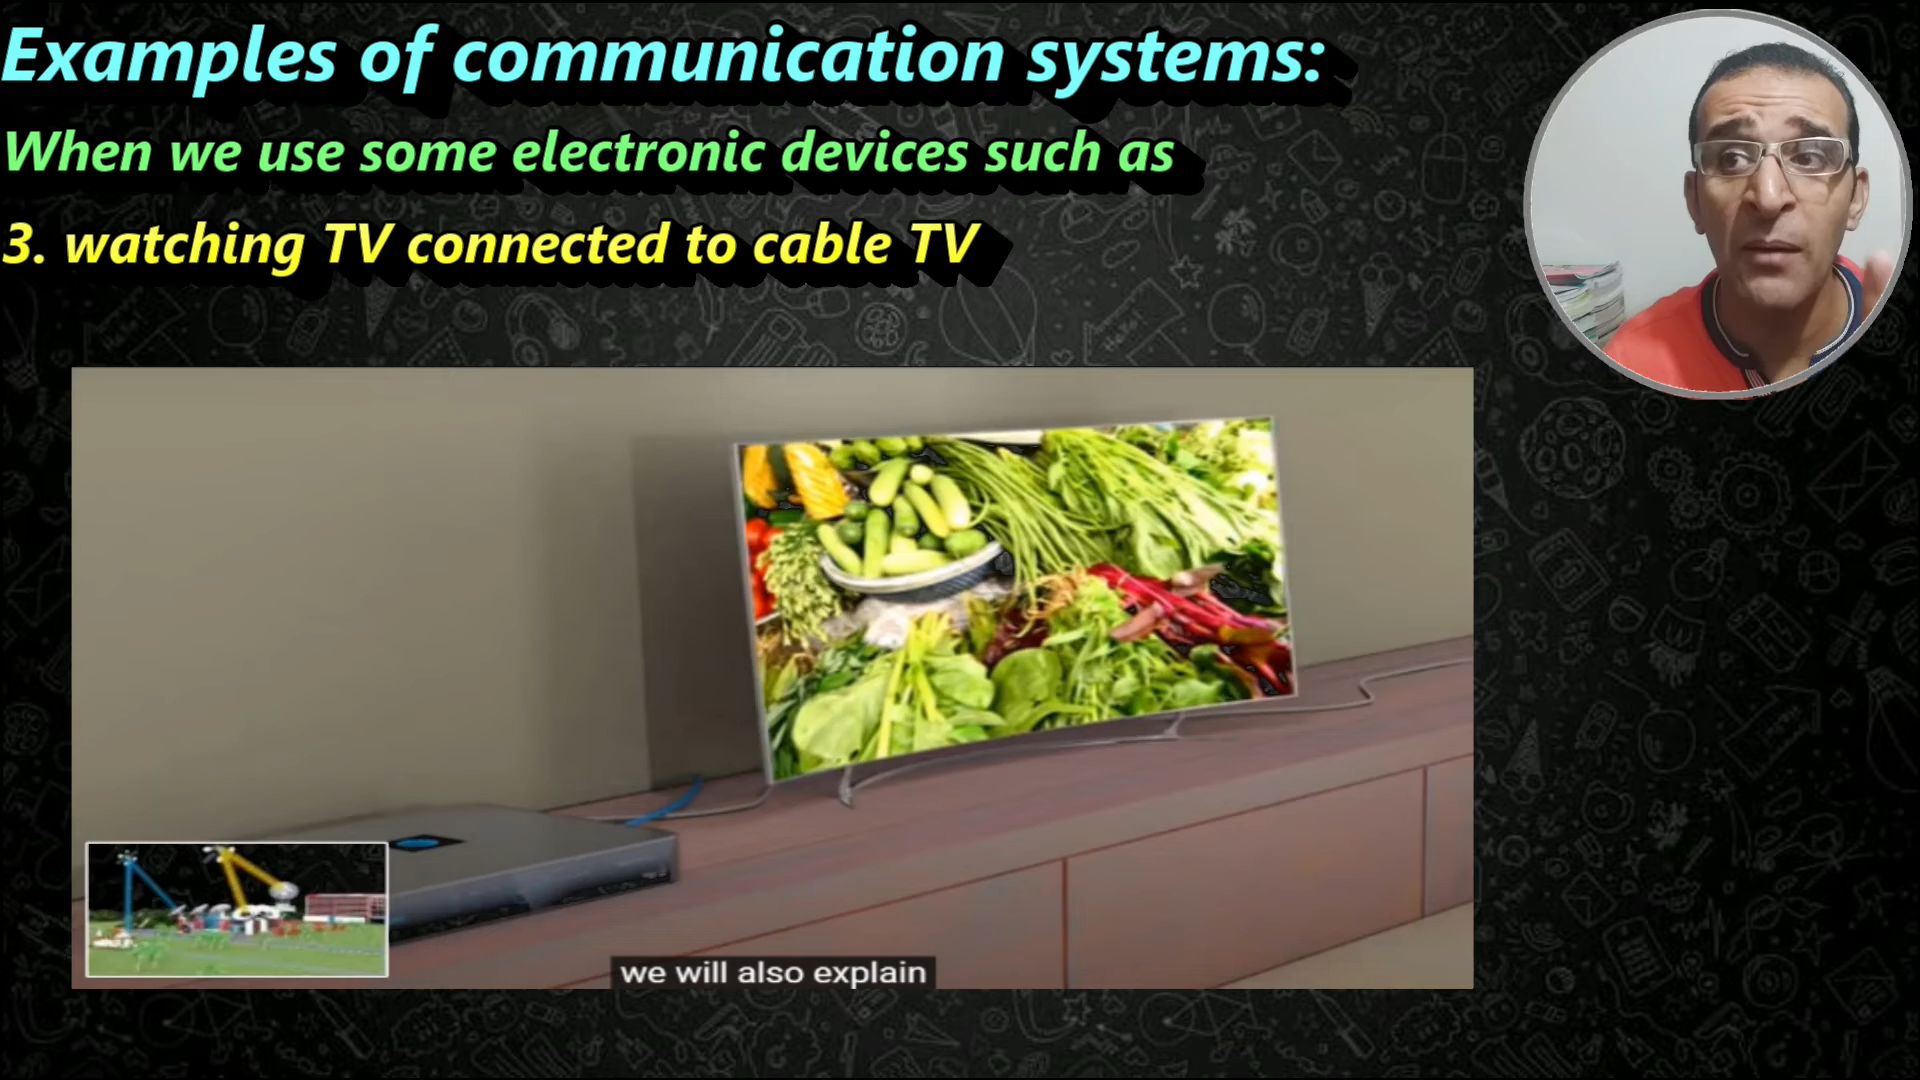 Examples of communication systems:
When we use some electronic devices such as
3. watching TV connected to cable TV
we will also explain